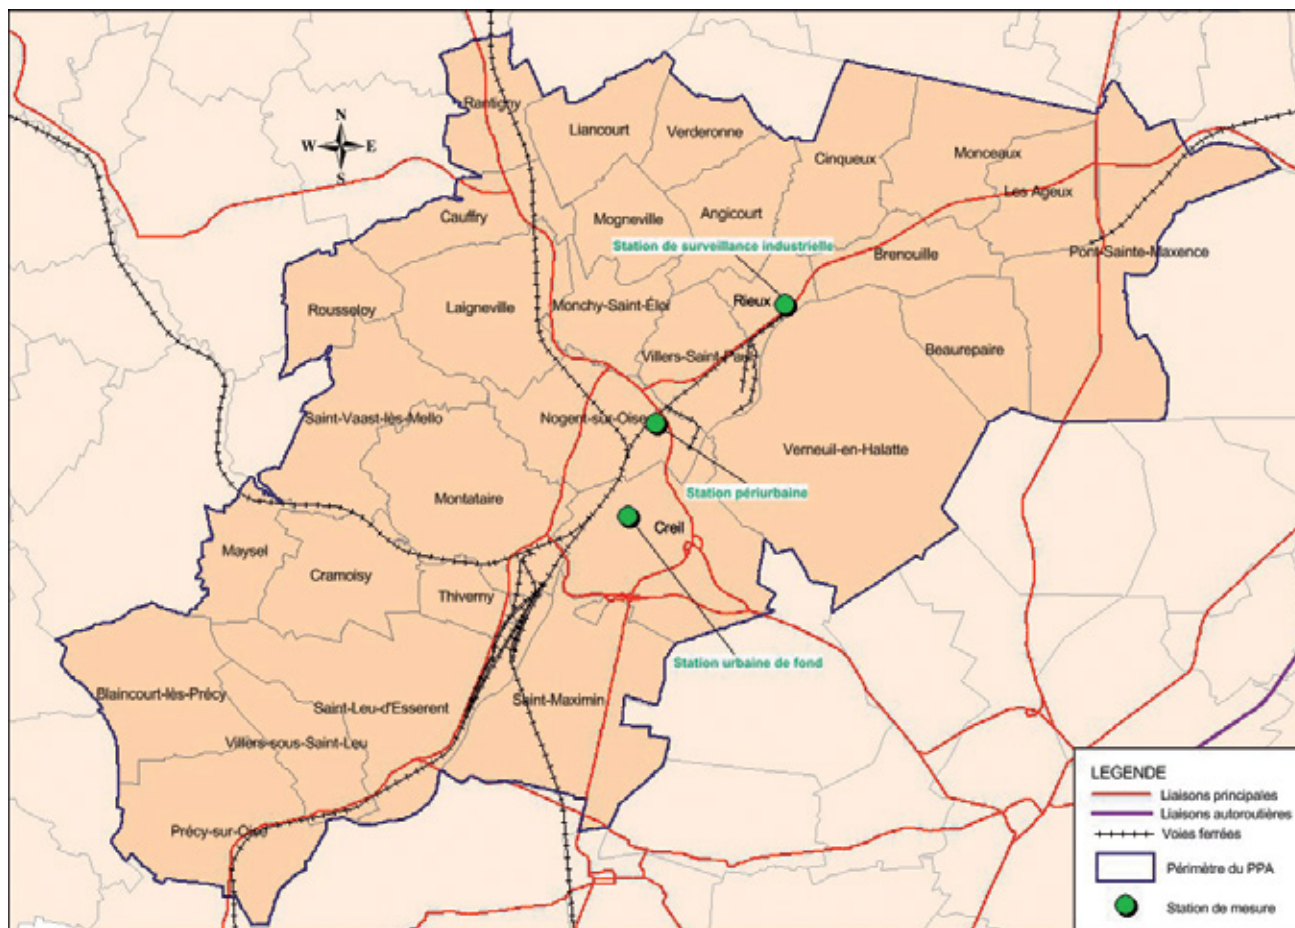 Rantigny
Liancourt
Verderonne
Cinqueux
Monceaux
N
W
E
S
Les Ageux
Cauffry
Mogneville
Angicourt
Station de surveillance industrielle
Brenouille
Pont-Sainte-Maxence
Rousseloy
Laigneville
Monchy-Saint-Éloi
Rieux
Villers-Saint-Paul
Beaurepaire
Saint-Vaast-lès-Mello
Nogent-sur-Oise
Verneuil-en-Halatte
Montataire
Station périurbaine
Creil
Maysel
Cramoisy
Thiverny
Station urbaine de fond
Blaincourt-lès-Précy
Saint-Leu-d'Esserent
Saint-Maximin
Villers-sous-Saint-Leu
Précy-sur-Oise
LEGENDE
Liaisons principales
Liaisons autoroutières
Voies ferrées
Périmètre du PPA
Station de mesure